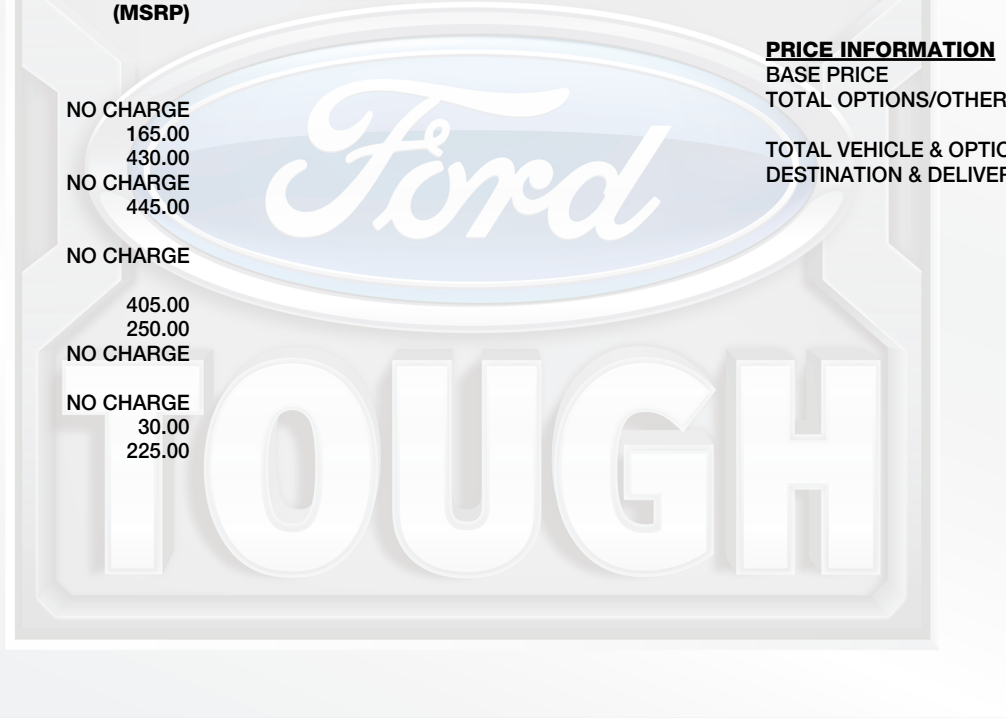 (MSRP)
NO CHARGE
165.00
430.00
NO CHARGE
445.00
NO CHARGE
405.00
250.00
NO CHARGE
NO CHARGE
30.00
225.00
PRICE INFORMATION
BASE PRICE
TOTAL OPTIONS/OTHER
TOTAL VEHICLE & OPTIO
DESTINATION & DELIVER
Ford
TOUGH